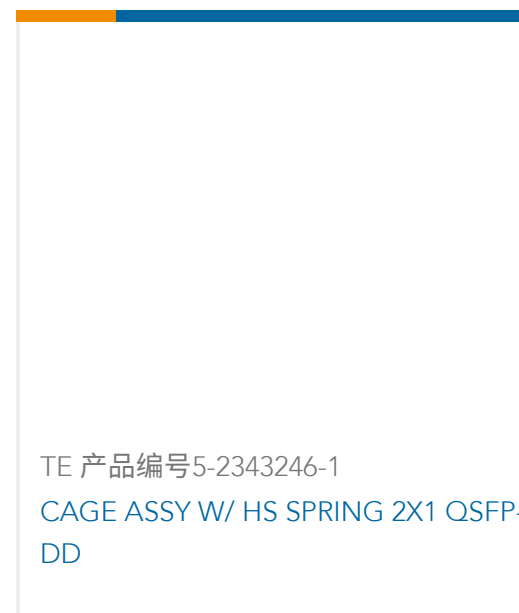 TE 产品编号5-2343246-1
CAGE ASSY W/ HS SPRING 2X1 QSFP-
DD